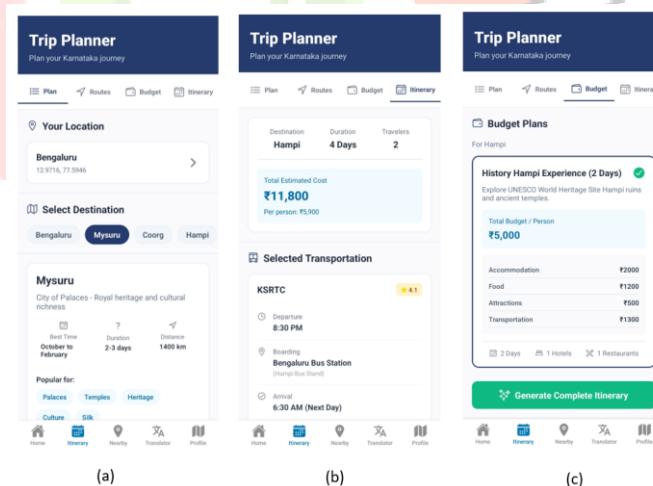 Trip Planner
Plan your Karnataka journey
Plan
Routes
Budget
Itinerary
Your Location
Bengaluru
12.9716, 77.5946
Select Destination
Bengaluru
Mysuru
Coorg
Hampi
Mysuru
City of Palaces - Royal heritage and cultural
richness
Best Time
October to
February
?
Duration
2-3 days
Distance
1400 km
Popular for:
Palaces
Temples
Heritage
Culture
Silk
Home
Itinerary
Nearby
Translator
Profile
(a)
Trip Planner
Plan your Karnataka journey
Plan
Routes
Budget
Itinerary
Destination
Hampi
Duration
4 Days
Travelers
2
Total Estimated Cost
₹11,800
Per person: ₹5,900
Selected Transportation
KSRTC
4.1
Departure
8:30 PM
Boarding
Bengaluru Bus Station
(Hampi Bus Stand)
Arrival
6:30 AM (Next Day)
Home
Itinerary
Nearby
Translator
Profile
(b)
Trip Planner
Plan your Karnataka journey
Plan
Routes
Budget
Itinera
Budget Plans
For Hampi
History Hampi Experience (2 Days)
Explore UNESCO World Heritage Site Hampi ruins
and ancient temples.
Total Budget / Person
₹5,000
Accommodation ₹2000
Food ₹1200
Attractions ₹500
Transportation ₹1300
2 Days
1 Hotels
1 Restaurants
Generate Complete Itinerary
Home
Itinerary
Nearby
Translator
Profile
(c)